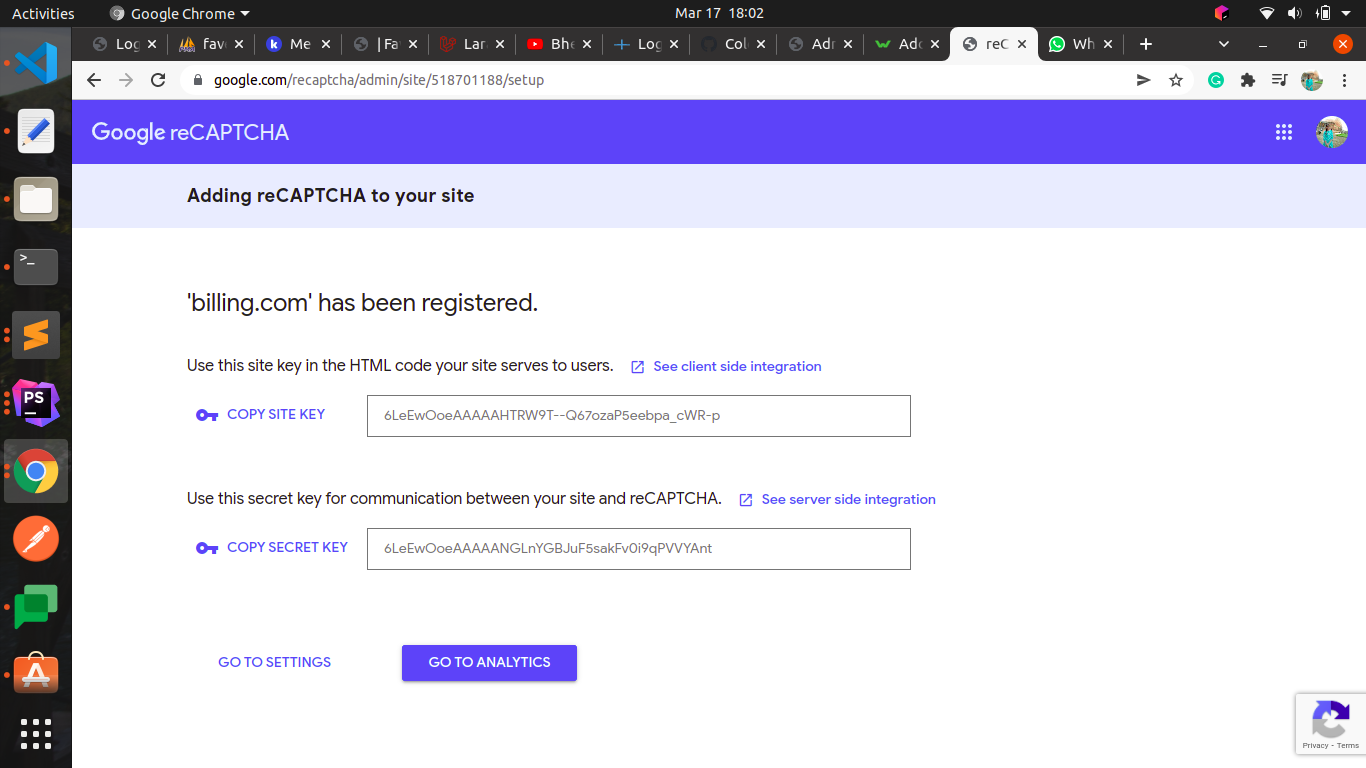 Activities Google Chrome Mar 17 18:02
Log fav Me | Fa Lar Bhe Log Col Adr Adc reC Wh
google.com/recaptcha/admin/site/518701188/setup
Google reCAPTCHA
Adding reCAPTCHA to your site
'billing.com' has been registered.
Use this site key in the HTML code your site serves to users. See client side integration
COPY SITE KEY 6LeEwOoeAAAAAHTRW9T--Q67ozaP5eebpa_cWR-p
Use this secret key for communication between your site and reCAPTCHA. See server side integration
COPY SECRET KEY 6LeEwOoeAAAAANGLnYGBJuF5sakFv0i9qPVVYAnt
GO TO SETTINGS GO TO ANALYTICS
Privacy - Terms
PS